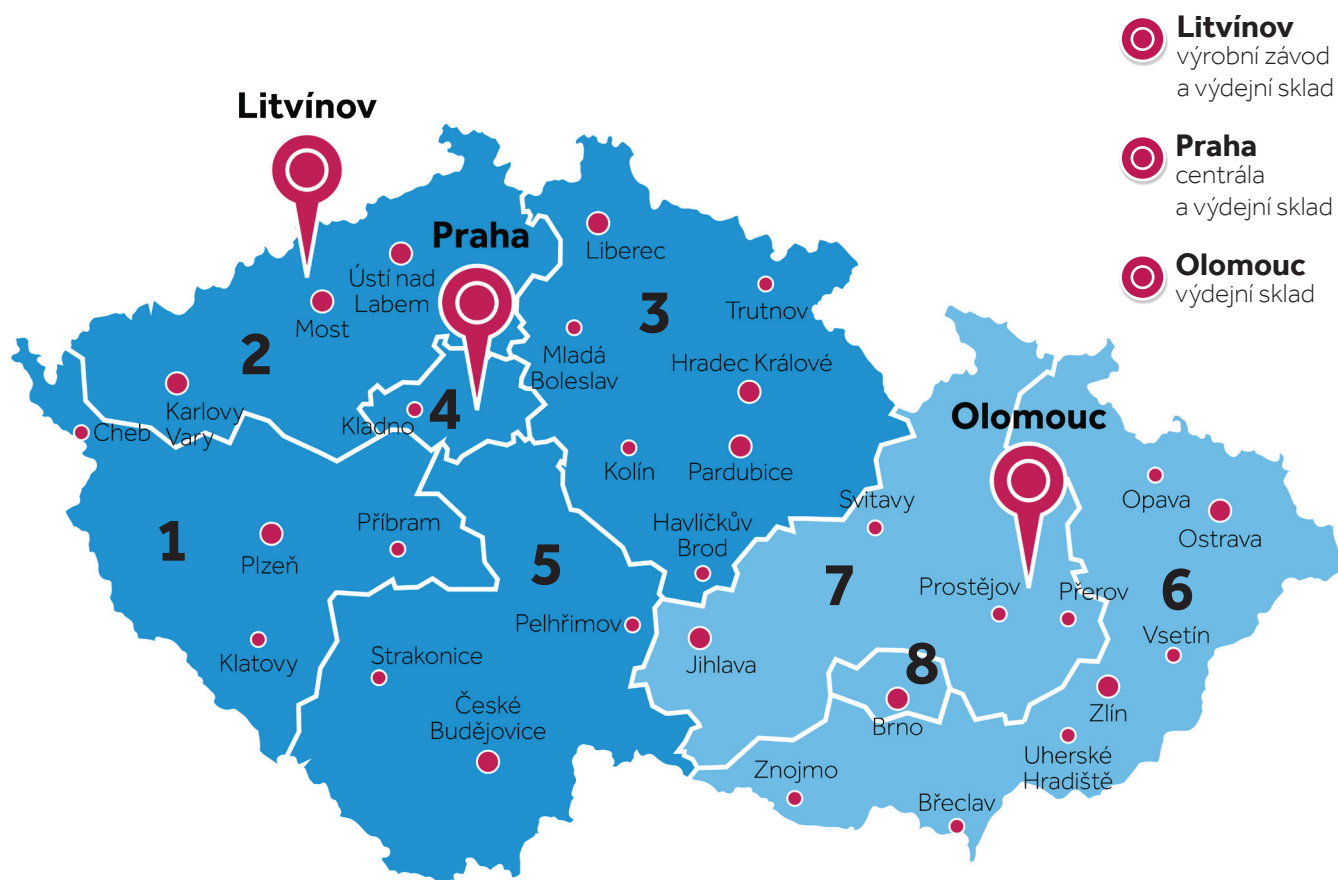 Litvínov
výrobní závod
a výdejní sklad
Praha
centrála
a výdejní sklad
Olomouc
výdejní sklad
Litvínov
Praha
Liberec
Ústí nad
Labem
Most
Trutnov
3
2
Mladá
Boleslav
Hradec Králové
Karlovy
Vary
Cheb
Kladno
4
Olomouc
Kolín
Pardubice
Opava
Ostrava
Svitavy
Příbram
1
Plzeň
Havlíčkův
Brod
5
7
6
Prostějov
Přerov
Pelhřimov
Vsetín
Klatovy
Strakonice
Jihlava
8
Zlín
České
Budějovice
Brno
Uherské
Hradiště
Znojmo
Břeclav